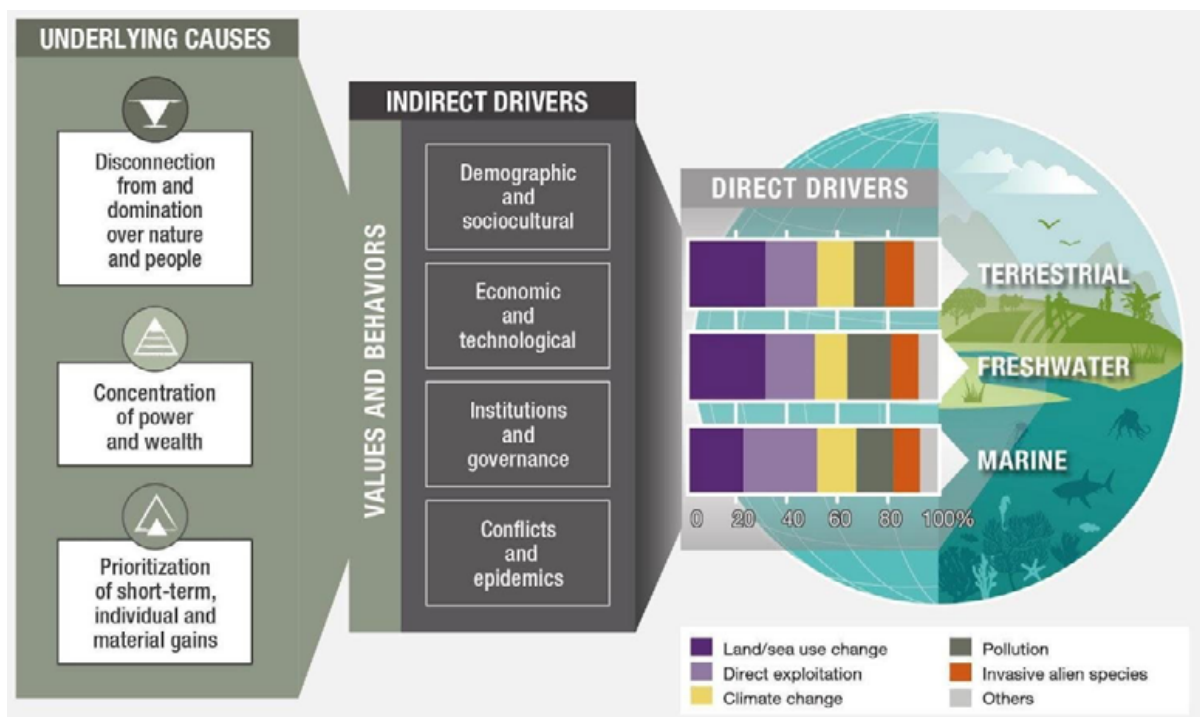 UNDERLYING CAUSES
Disconnection
from and
domination
over nature
and people
Concentration
of power
and wealth
Prioritization
of short-term,
individual and
material gains
INDIRECT DRIVERS
VALUES AND BEHAVIORS
Demographic
and
sociocultural
Economic
and
technological
Institutions
and
governance
Conflicts
and
epidemics
DIRECT DRIVERS
TERRESTRIAL
FRESHWATER
MARINE
0 20 40 60 80 100%
Land/sea use change
Direct exploitation
Climate change
Pollution
Invasive alien species
Others